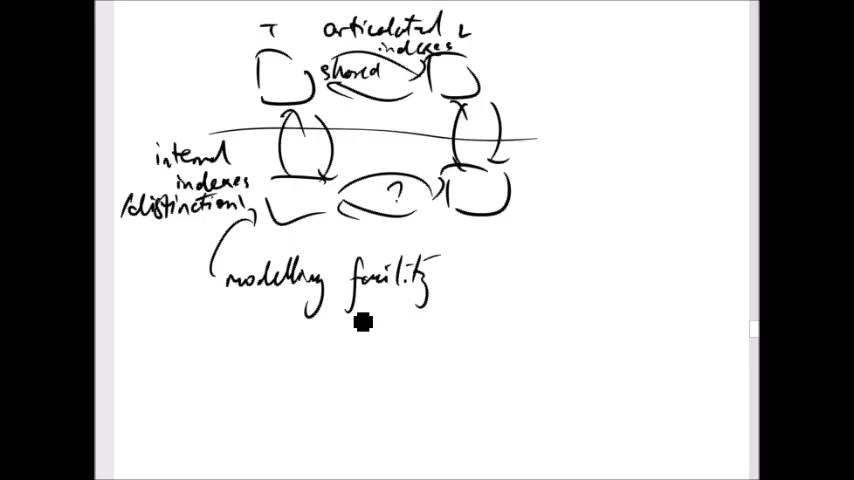 T articulated L
indexes
shared
internal
indexes
/distinction\
?
modelling facility